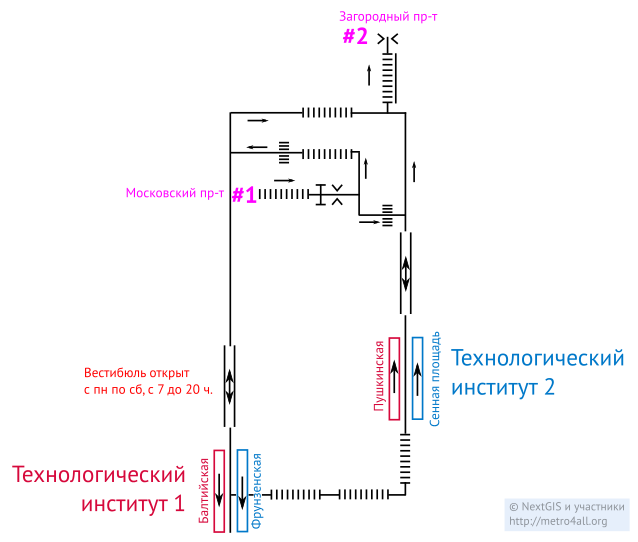 Загородный пр-т
#2
Московский пр-т #1
Вестибюль открыт
с пн по сб, с 7 до 20 ч.
Пушкинская
Сенная площадь
Технологический
институт 2
Технологический
институт 1
Балтийская
Фрунзенская
© NextGIS и участники
http://metro4all.org